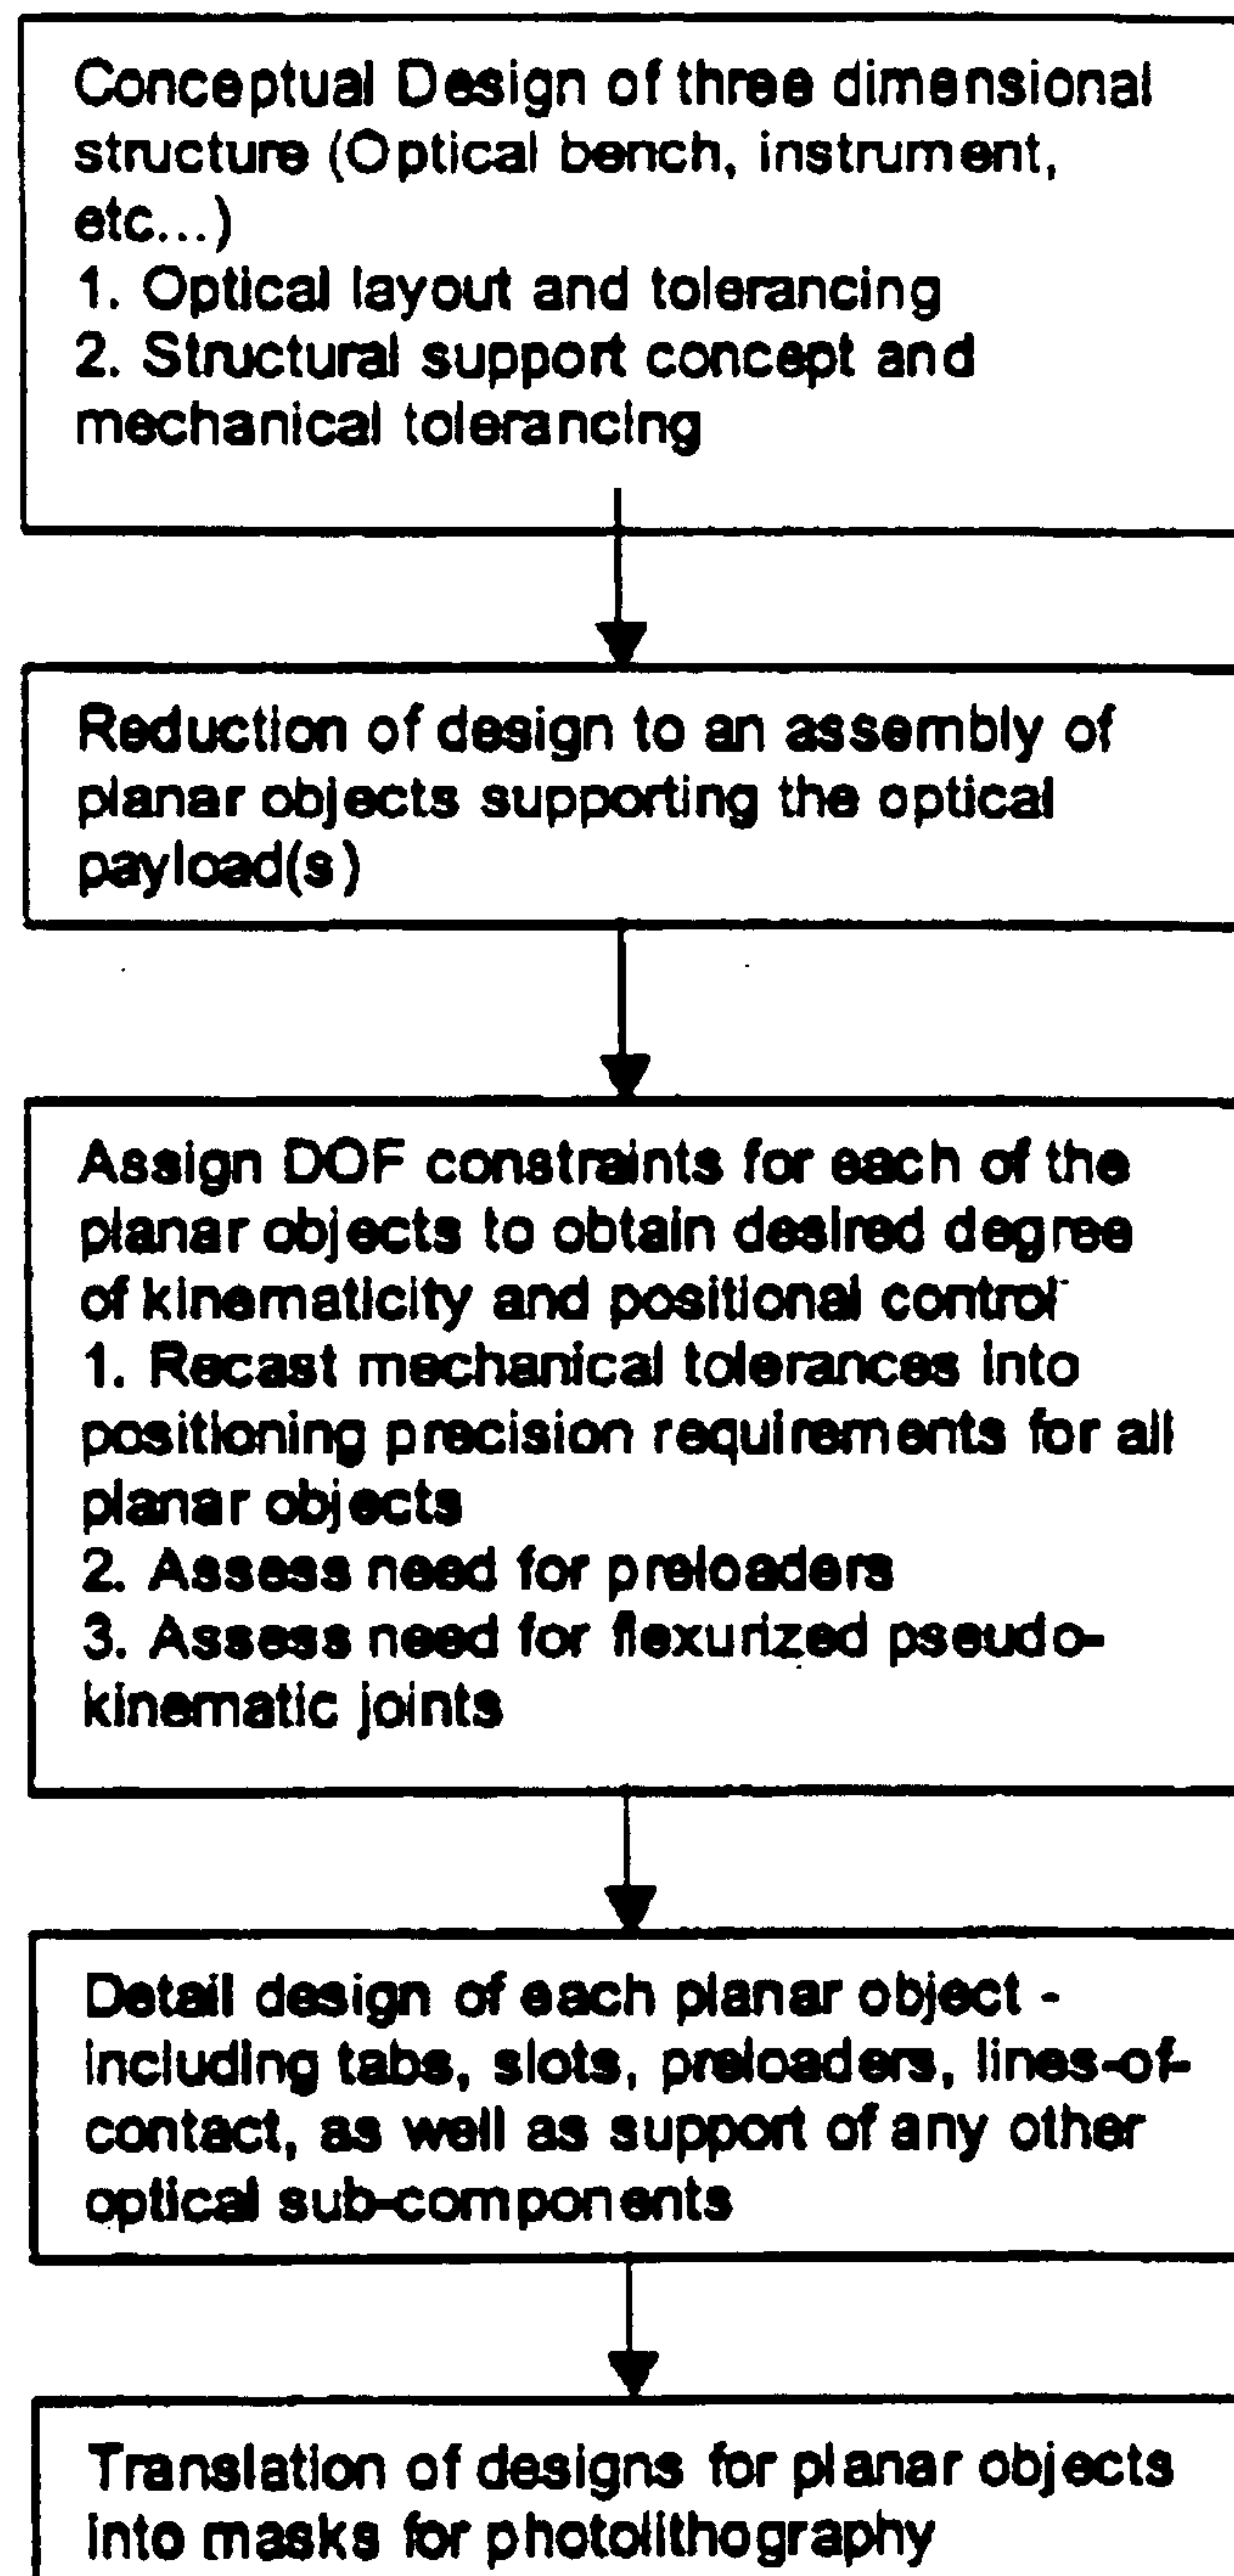 Conceptual Design of three dimensional
structure (Optical bench, instrument,
etc...)
1. Optical layout and tolerancing
2. Structural support concept and
mechanical tolerancing
Reduction of design to an assembly of
planar objects supporting the optical
payload(s)
Assign DOF constraints for each of the
planar objects to obtain desired degree
of kinematicity and positional control
1. Recast mechanical tolerances into
positioning precision requirements for all
planar objects
2. Assess need for preloaders
3. Assess need for flexurized pseudo-
kinematic joints
Detail design of each planar object -
including tabs, slots, preloaders, lines-of-
contact, as well as support of any other
optical sub-components
Translation of designs for planar objects
into masks for photolithography